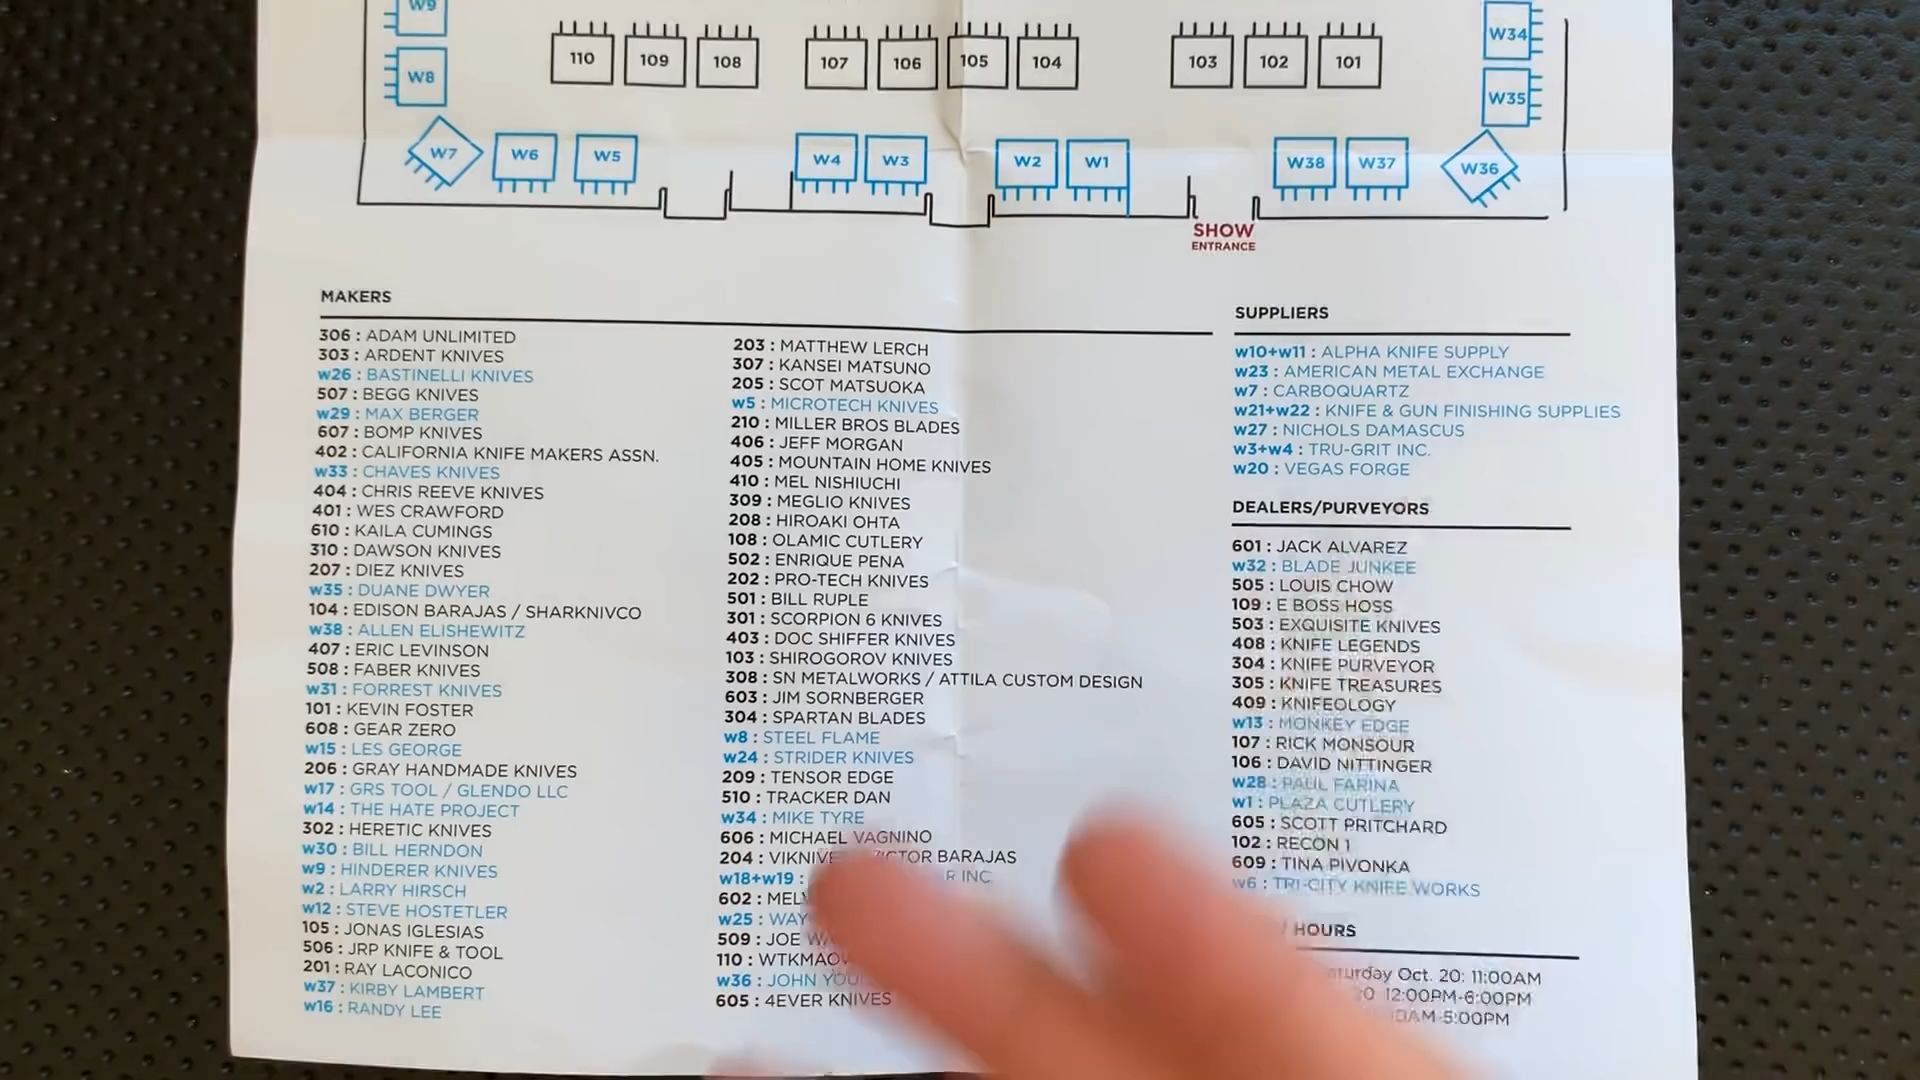 W9
W34
110 109 108 107 106 105 104 103 102 101
W8
W35
W7 W6 W5 W4 W3 W2 W1 W38 W37 W36
SHOW
ENTRANCE
MAKERS
306 : ADAM UNLIMITED
303 : ARDENT KNIVES
w26 : BASTINELLI KNIVES
507 : BEGG KNIVES
w29 : MAX BERGER
607 : BOMP KNIVES
402 : CALIFORNIA KNIFE MAKERS ASSN.
w33 : CHAVES KNIVES
404 : CHRIS REEVE KNIVES
401 : WES CRAWFORD
610 : KAILA CUMINGS
310 : DAWSON KNIVES
207 : DIEZ KNIVES
w35 : DUANE DWYER
104 : EDISON BARAJAS / SHARKNIVCO
w38 : ALLEN ELISHEWITZ
407 : ERIC LEVINSON
508 : FABER KNIVES
w31 : FORREST KNIVES
101 : KEVIN FOSTER
608 : GEAR ZERO
w15 : LES GEORGE
206 : GRAY HANDMADE KNIVES
w17 : GRS TOOL / GLENDO LLC
w14 : THE HATE PROJECT
302 : HERETIC KNIVES
w30 : BILL HERNDON
w9 : HINDERER KNIVES
w2 : LARRY HIRSCH
w12 : STEVE HOSTETLER
105 : JONAS IGLESIAS
506 : JRP KNIFE & TOOL
201 : RAY LACONICO
w37 : KIRBY LAMBERT
w16 : RANDY LEE
203 : MATTHEW LERCH
307 : KANSEI MATSUNO
205 : SCOT MATSUOKA
w5 : MICROTECH KNIVES
210 : MILLER BROS BLADES
406 : JEFF MORGAN
405 : MOUNTAIN HOME KNIVES
410 : MEL NISHIUCHI
309 : MEGLIO KNIVES
208 : HIROAKI OHTA
108 : OLAMIC CUTLERY
502 : ENRIQUE PENA
202 : PRO-TECH KNIVES
501 : BILL RUPLE
301 : SCORPION 6 KNIVES
403 : DOC SHIFFER KNIVES
103 : SHIROGOROV KNIVES
308 : SN METALWORKS / ATTILA CUSTOM DESIGN
603 : JIM SORNBERGER
304 : SPARTAN BLADES
w8 : STEEL FLAME
w24 : STRIDER KNIVES
209 : TENSOR EDGE
510 : TRACKER DAN
w34 : MIKE TYRE
606 : MICHAEL VAGNINO
204 : BARAJAS
w18+w19 : INC
602 :
w25 :
509 : JOE
110 :
w36 : JOHN
605 : 4EVER KNIVES
SUPPLIERS
w10+w11 : ALPHA KNIFE SUPPLY
w23 : AMERICAN METAL EXCHANGE
w7 : CARBOQUARTZ
w21+w22 : KNIFE & GUN FINISHING SUPPLIES
w27 : NICHOLS DAMASCUS
w3+w4 : TRU-GRIT INC.
w20 : VEGAS FORGE
DEALERS/PURVEYORS
601 : JACK ALVAREZ
w32 : BLADE JUNKEE
505 : LOUIS CHOW
109 : E BOSS HOSS
503 : EXQUISITE KNIVES
408 : KNIFE LEGENDS
304 : KNIFE PURVEYOR
305 : KNIFE TREASURES
409 : KNIFEOLOGY
w13 : MONKEY EDGE
107 : RICK MONSOUR
106 : DAVID NITTINGER
w28 : PAUL FARINA
w1 : PLAZA CUTLERY
605 : SCOTT PRITCHARD
102 : RECON 1
609 : TINA PIVONKA
w6 : TRI-CITY KNIFE WORKS
HOURS
Oct. 20: 11:00AM
12:00PM-6:00PM
5:00PM